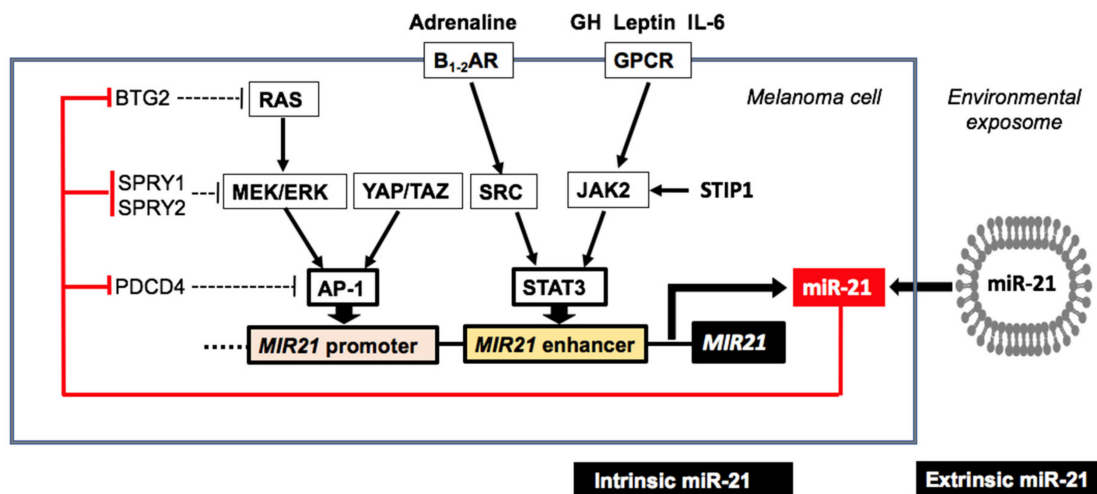 Adrenaline
GH Leptin IL-6
B1-2AR
GPCR
BTG2
RAS
Melanoma cell
Environmental
exposome
SPRY1
SPRY2
MEK/ERK
YAP/TAZ
SRC
JAK2
STIP1
PDCD4
AP-1
STAT3
miR-21
miR-21
MIR21 promoter
MIR21 enhancer
MIR21
Intrinsic miR-21
Extrinsic miR-21